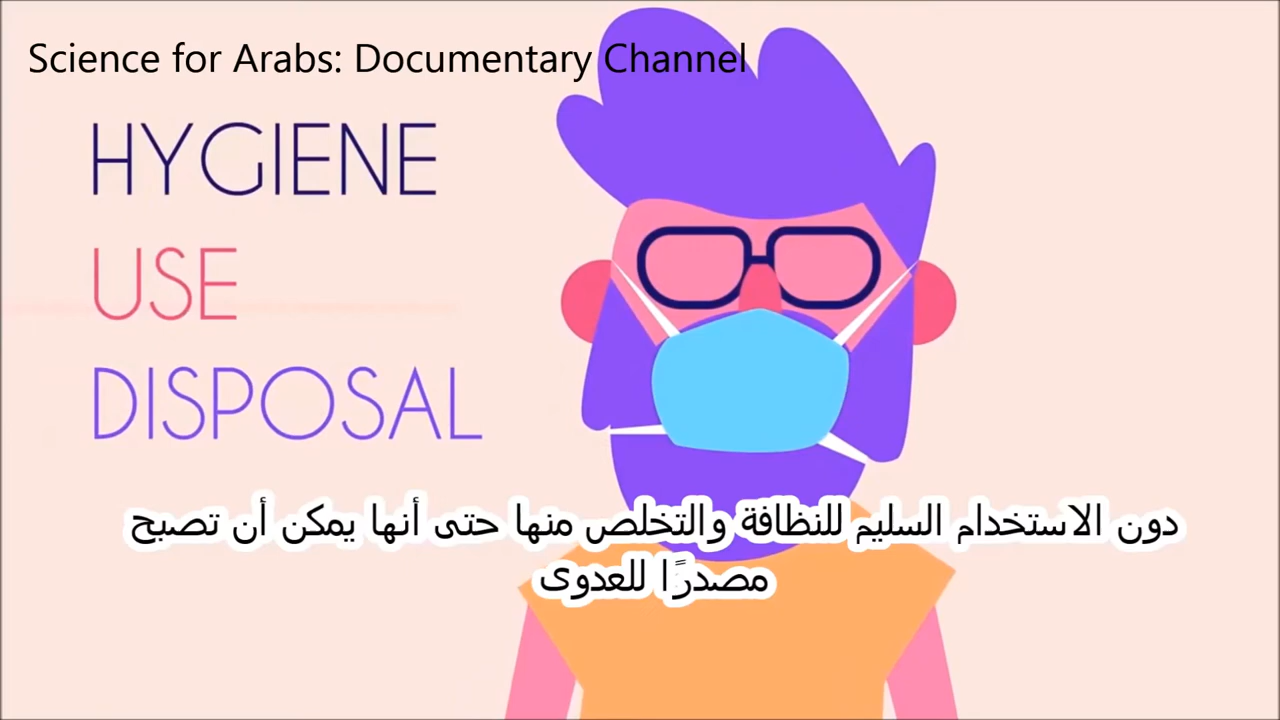 Science for Arabs: Documentary Channel
HYGIENE
USE
DISPOSAL
دون الاستخدام السليم للنظافة والتخلص منها حتى أنها يمكن أن تصبح
مصدرًا للعدوى